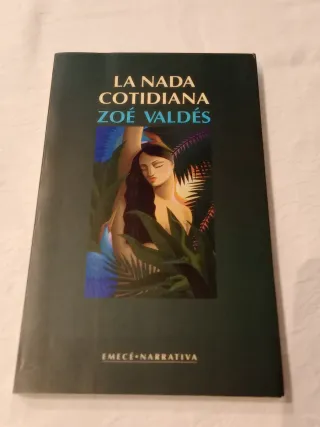 LA NADA
COTIDIANA
ZOÉ VALDÉS
EMECÉ•NARRATIVA